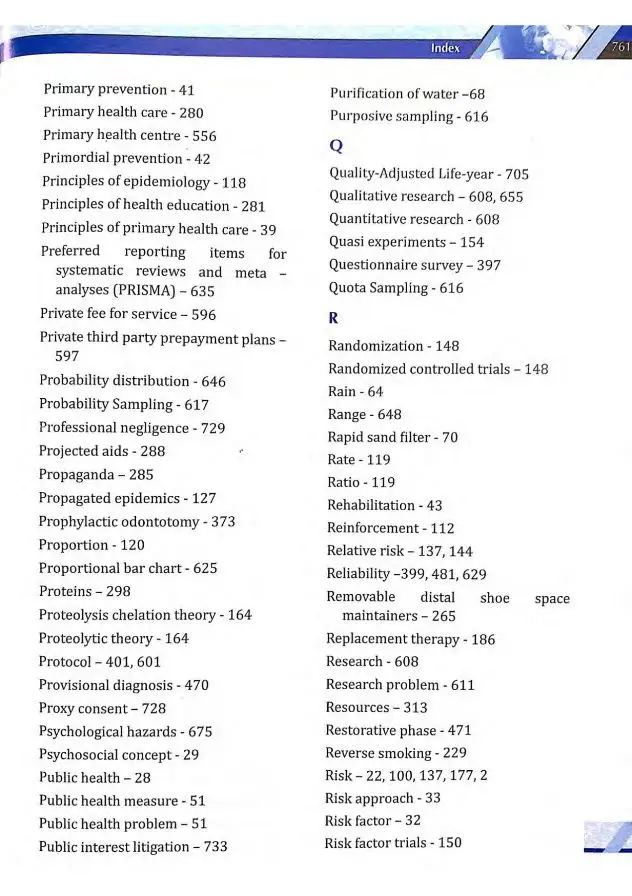 Index
761
Primary prevention - 41
Primary health care - 280
Primary health centre - 556
Primordial prevention - 42
Principles of epidemiology - 118
Principles of health education - 281
Principles of primary health care - 39
Preferred reporting items for
systematic reviews and meta –
analyses (PRISMA) – 635
Private fee for service – 596
Private third party prepayment plans –
597
Probability distribution - 646
Probability Sampling - 617
Professional negligence - 729
Projected aids - 288
Propaganda – 285
Propagated epidemics - 127
Prophylactic odontotomy - 373
Proportion - 120
Proportional bar chart - 625
Proteins – 298
Proteolysis chelation theory - 164
Proteolytic theory - 164
Protocol – 401, 601
Provisional diagnosis - 470
Proxy consent – 728
Psychological hazards - 675
Psychosocial concept - 29
Public health – 28
Public health measure - 51
Public health problem – 51
Public interest litigation – 733
Purification of water –68
Purposive sampling - 616
Q
Quality-Adjusted Life-year - 705
Qualitative research – 608, 655
Quantitative research - 608
Quasi experiments – 154
Questionnaire survey – 397
Quota Sampling - 616
R
Randomization - 148
Randomized controlled trials – 148
Rain - 64
Range - 648
Rapid sand filter - 70
Rate - 119
Ratio - 119
Rehabilitation - 43
Reinforcement - 112
Relative risk – 137, 144
Reliability –399, 481, 629
Removable distal shoe space
maintainers – 265
Replacement therapy - 186
Research - 608
Research problem - 611
Resources – 313
Restorative phase - 471
Reverse smoking - 229
Risk – 22, 100, 137, 177, 2
Risk approach - 33
Risk factor – 32
Risk factor trials - 150